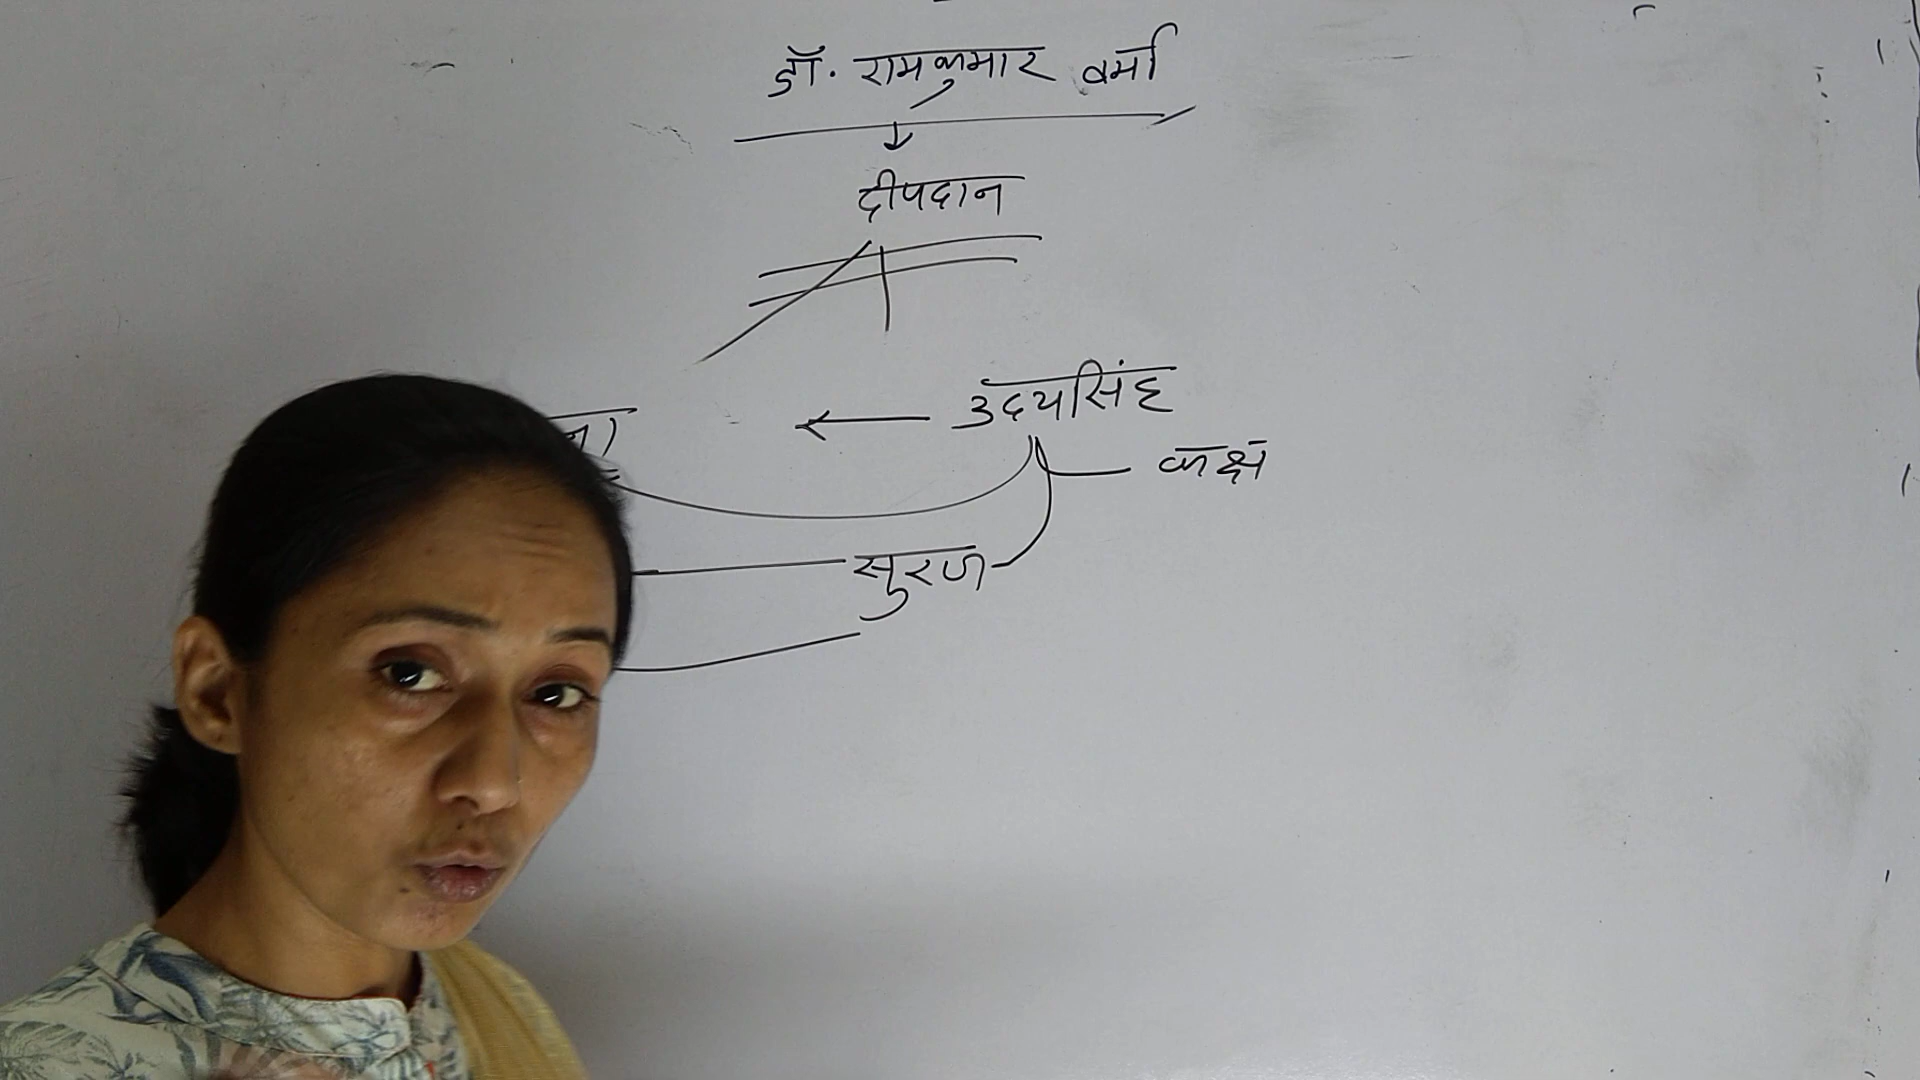 डॉ. रामकुमार वर्मा
दीपदान
उदयसिंह
कक्ष
सुरज